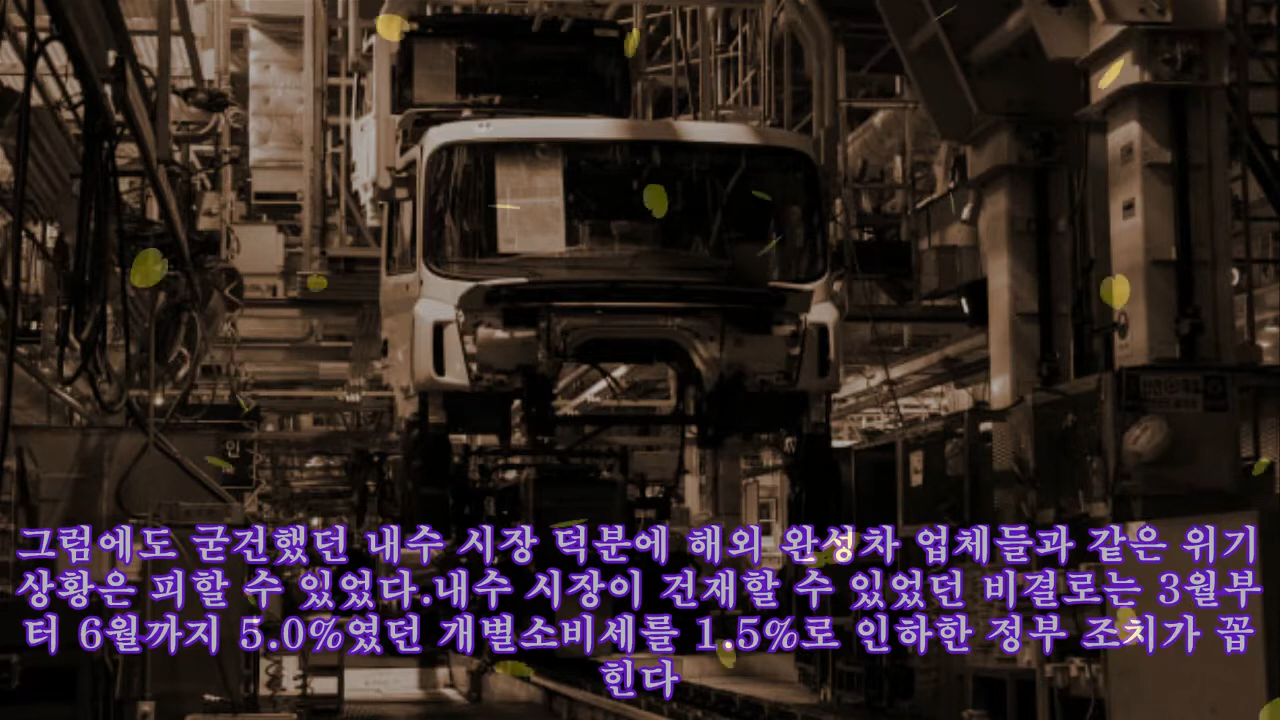 인
그럼에도 굳건했던 내수 시장 덕분에 해외 완성차 업체들과 같은 위기
상황은 피할 수 있었다.내수 시장이 건재할 수 있었던 비결로는 3월부
터 6월까지 5.0%였던 개별소비세를 1.5%로 인하한 정부 조치가 꼽
힌다